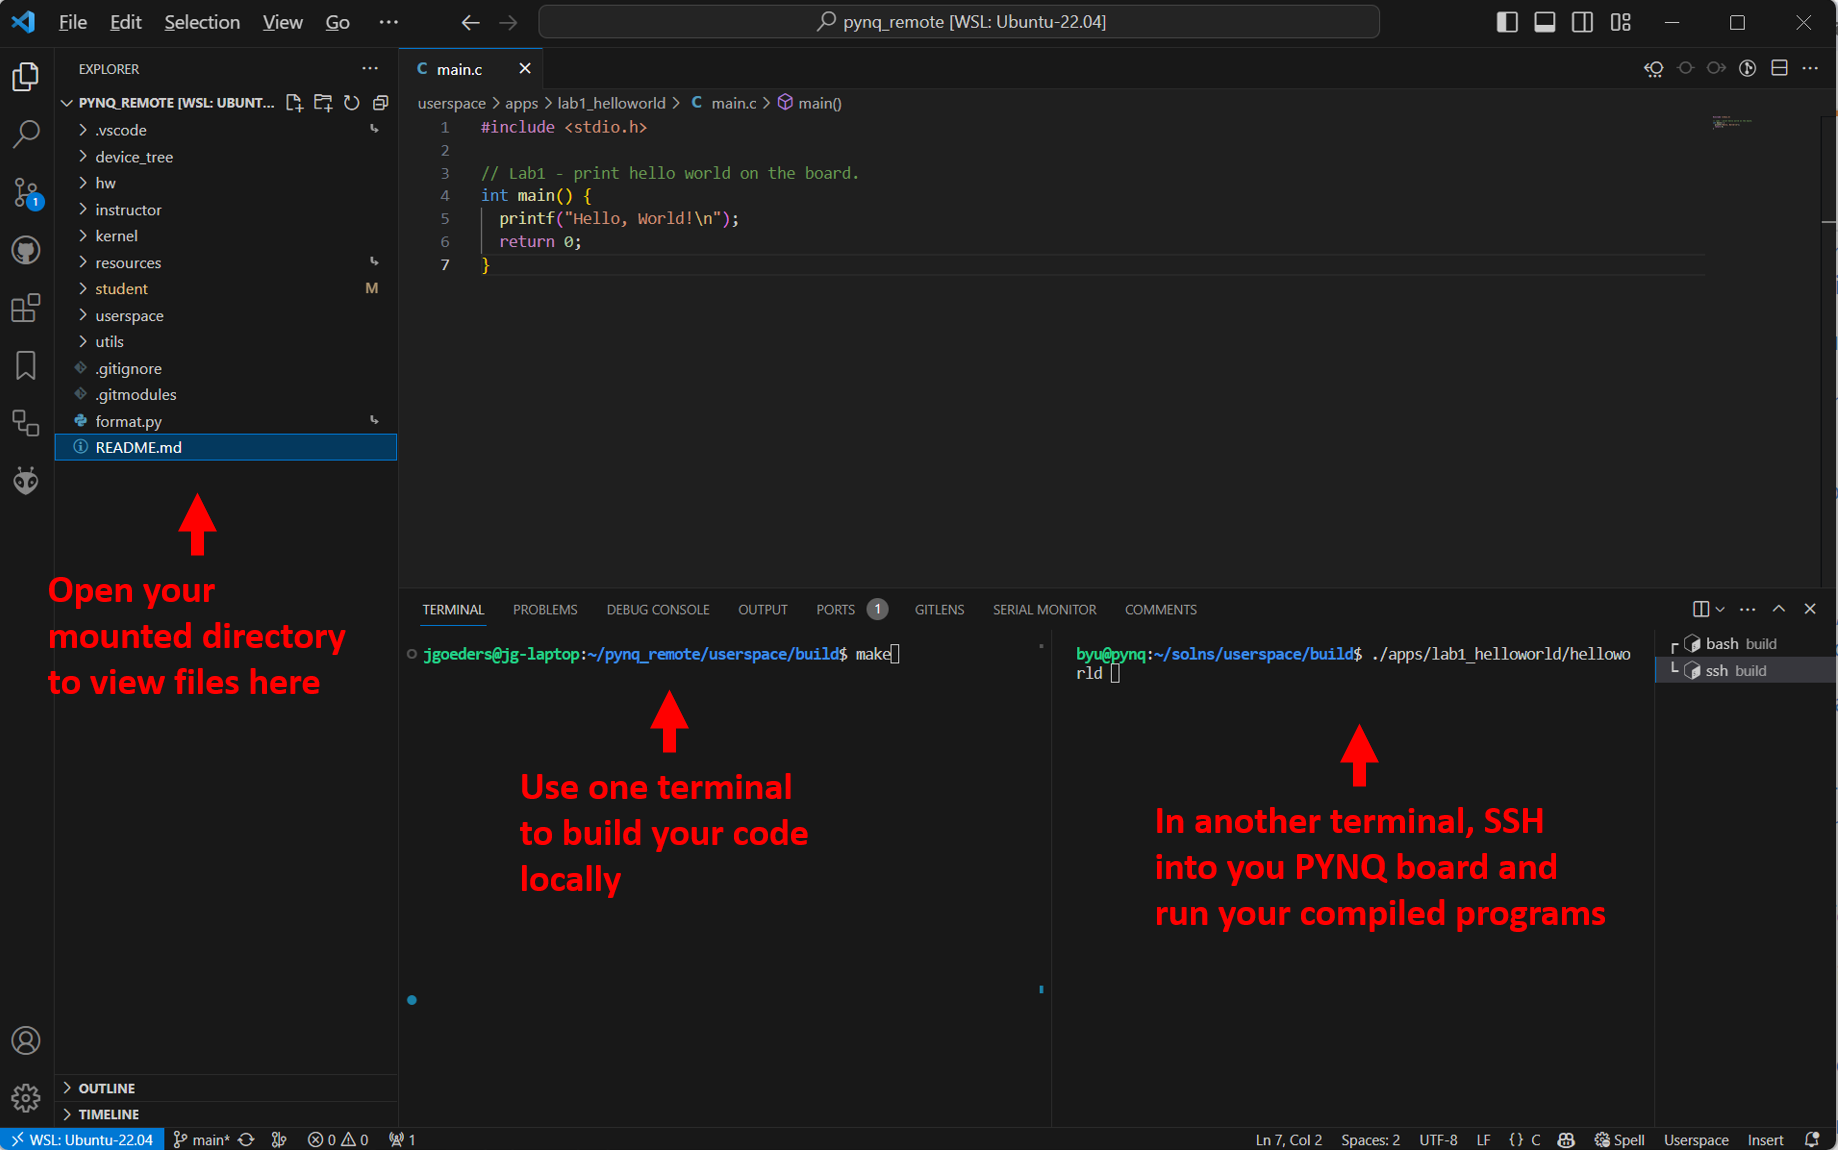 File Edit Selection View Go ···
pynq_remote [WSL: Ubuntu-22.04]
EXPLORER
PYNQ_REMOTE [WSL: UBUNT...
.vscode
device_tree
hw
instructor
kernel
resources
student M
userspace
utils
.gitignore
.gitmodules
format.py
README.md
1
Open your
mounted directory
to view files here
OUTLINE
TIMELINE
C main.c
userspace > apps > lab1_helloworld > C main.c > main()
1 #include <stdio.h>
2
3 // Lab1 - print hello world on the board.
4 int main() {
5 printf("Hello, World!\n");
6 return 0;
7 }
TERMINAL PROBLEMS DEBUG CONSOLE OUTPUT PORTS 1 GITLENS SERIAL MONITOR COMMENTS
jgoeders@jg-laptop:~/pynq_remote/userspace/build$ make
Use one terminal
to build your code
locally
byu@pynq:~/solns/userspace/build$ ./apps/lab1_helloworld/hellowo
rld
In another terminal, SSH
into you PYNQ board and
run your compiled programs
bash build
ssh build
WSL: Ubuntu-22.04 main* 0 0 1
Ln 7, Col 2 Spaces: 2 UTF-8 LF {} C Spell Userspace Insert